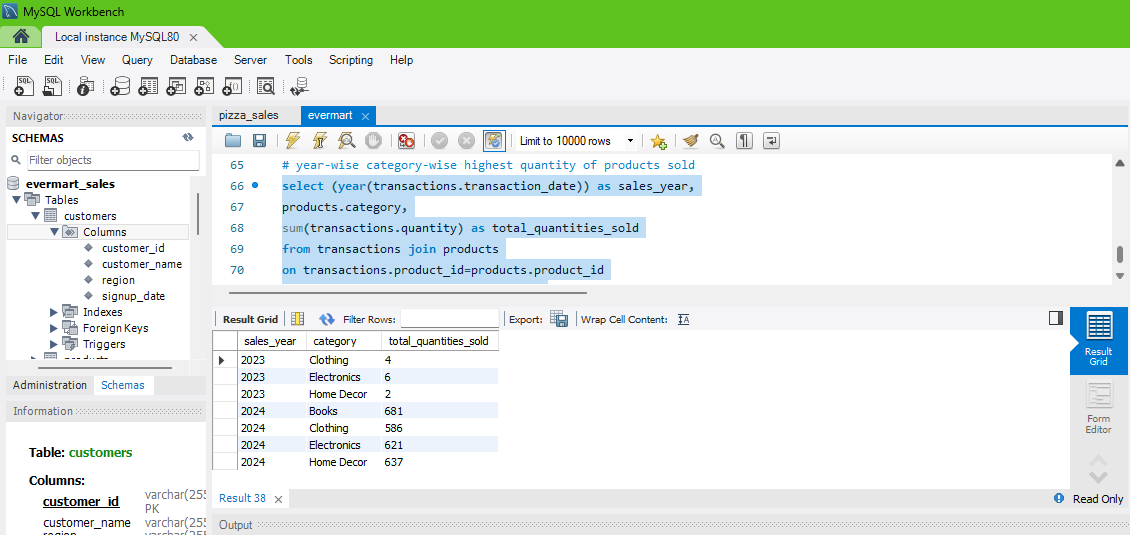 MySQL Workbench
Local instance MySQL80
File Edit View Query Database Server Tools Scripting Help
Navigator
SCHEMAS
Filter objects
evermart_sales
Tables
customers
Columns
customer_id
customer_name
region
signup_date
Indexes
Foreign Keys
Triggers
Administration Schemas
Information
Table: customers
Columns:
customer_id varchar(255
PK
customer_name varchar(255
pizza_sales evermart
Limit to 10000 rows
65 # year-wise category-wise highest quantity of products sold
66 select (year(transactions.transaction_date)) as sales_year,
67 products.category,
68 sum(transactions.quantity) as total_quantities_sold
69 from transactions join products
70 on transactions.product_id=products.product_id
Result Grid Filter Rows: Export: Wrap Cell Content:
sales_year category total_quantities_sold
2023 Clothing 4
2023 Electronics 6
2023 Home Decor 2
2024 Books 681
2024 Clothing 586
2024 Electronics 621
2024 Home Decor 637
Result
Grid
Form
Editor
Result 38
Read Only
Output